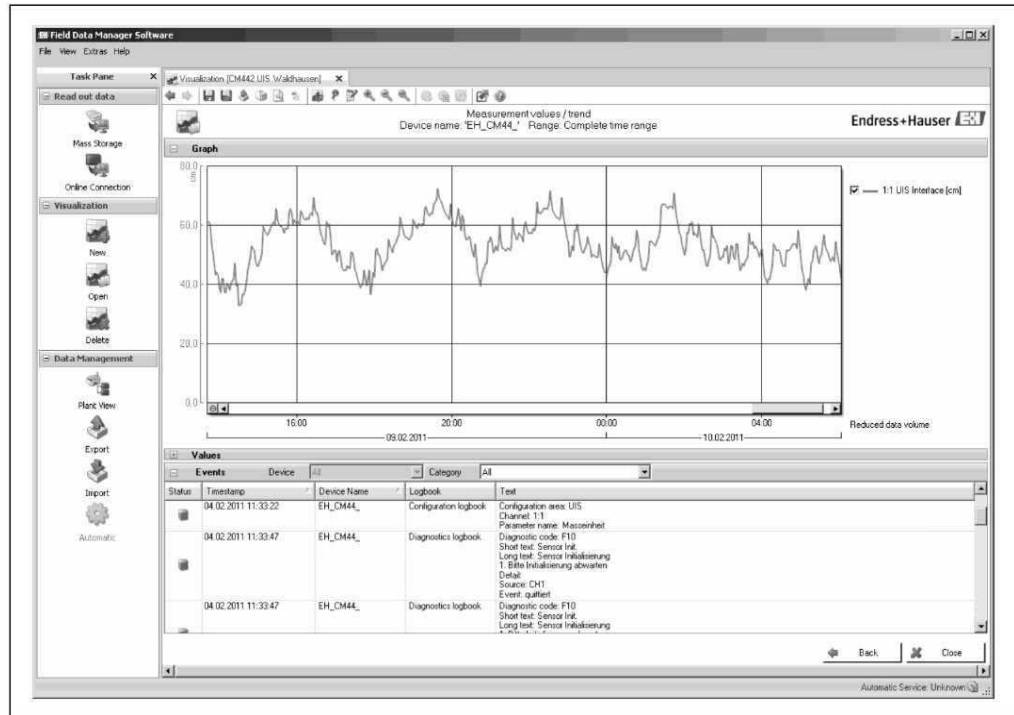 Field Data Manager Software
File View Extras Help
Task Pane
Read out data
Mass Storage
Online Connection
Visualization
New
Open
Delete
Data Management
Plant View
Export
Import
Automatic
Visualization [CM442 UIS Waldhausen]
Measurement values / trend
Device name: 'EH_CM44_' Range: Complete time range
Endress+Hauser EH
Graph
80.0
cm
60.0
40.0
20.0
0.0
1:1 UIS Interface [cm]
16:00 20:00 00:00 04:00
Reduced data volume
09.02.2011 10.02.2011
Values
Events Device All Category All
Status Timestamp Device Name Logbook Text
04.02.2011 11:33:22 EH_CM44_ Configuration logbook Configuration area: UIS
Channel: 1:1
Parameter name: Masseinheit
04.02.2011 11:33:47 EH_CM44_ Diagnostics logbook Diagnostic code: F10
Short text: Sensor Init.
Long text: Sensor Initialisierung
1. Bitte Initialisierung abwarten
Detail:
Source: CH1
Event: quittiert
04.02.2011 11:33:47 EH_CM44_ Diagnostics logbook Diagnostic code: F10
Short text: Sensor Init.
Long text: Sensor Initialisierung
Back Close
Automatic Service: Unknown